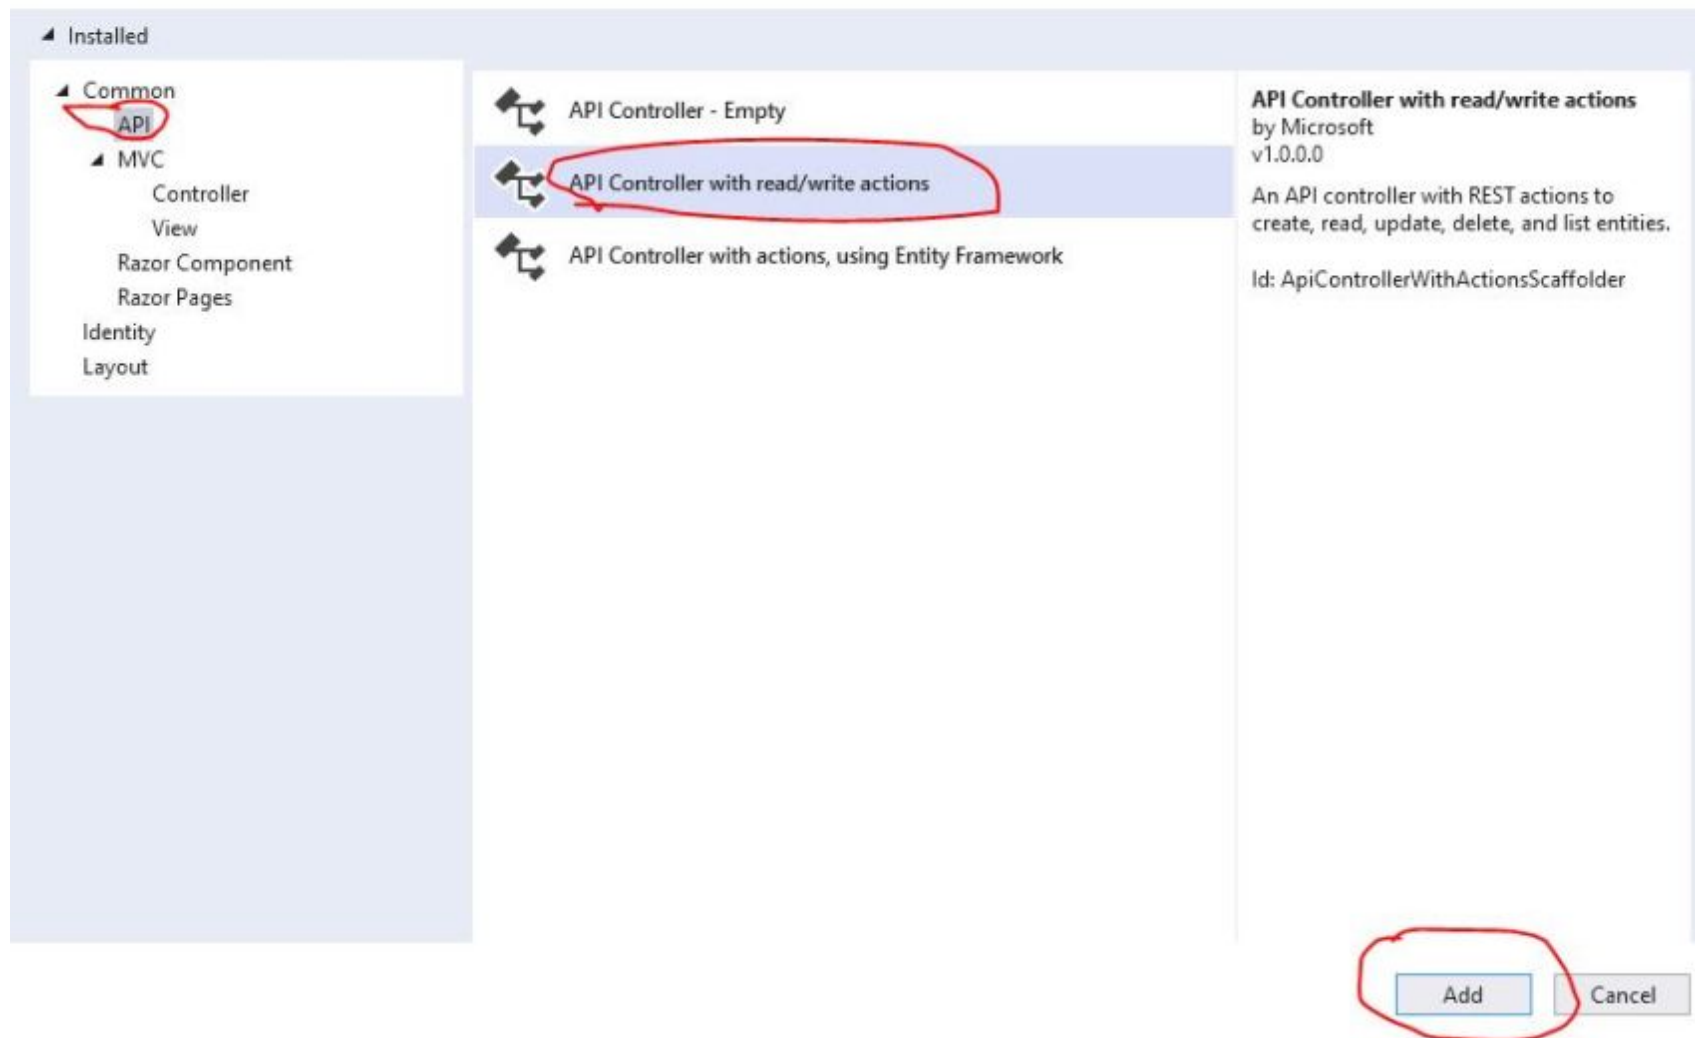 Installed
Common
API
MVC
Controller
View
Razor Component
Razor Pages
Identity
Layout
API Controller - Empty
API Controller with read/write actions
API Controller with actions, using Entity Framework
API Controller with read/write actions
by Microsoft
v1.0.0.0
An API controller with REST actions to
create, read, update, delete, and list entities.
Id: ApiControllerWithActionsScaffolder
Add
Cancel